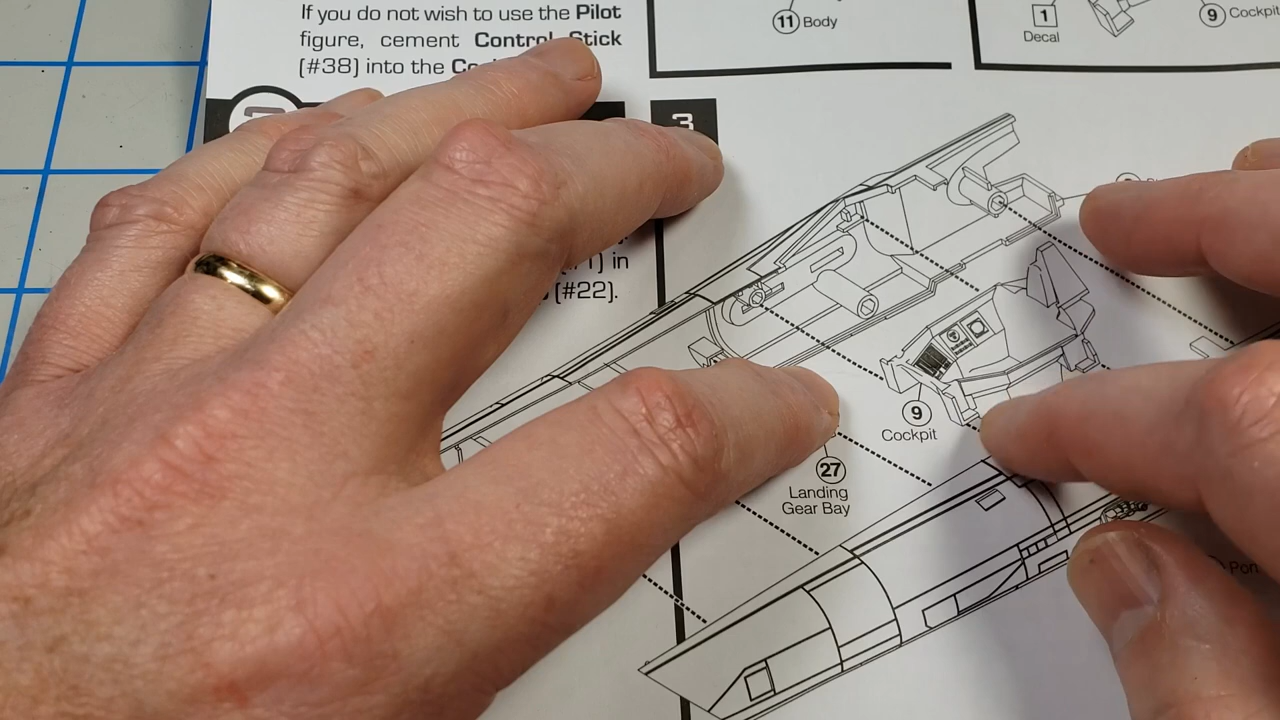 If you do not wish to use the Pilot
figure, cement Control Stick
[#38] into the
11 Body
1
Decal
9 Cockpit
3
in
[#22].
9
Cockpit
27
Landing
Gear Bay